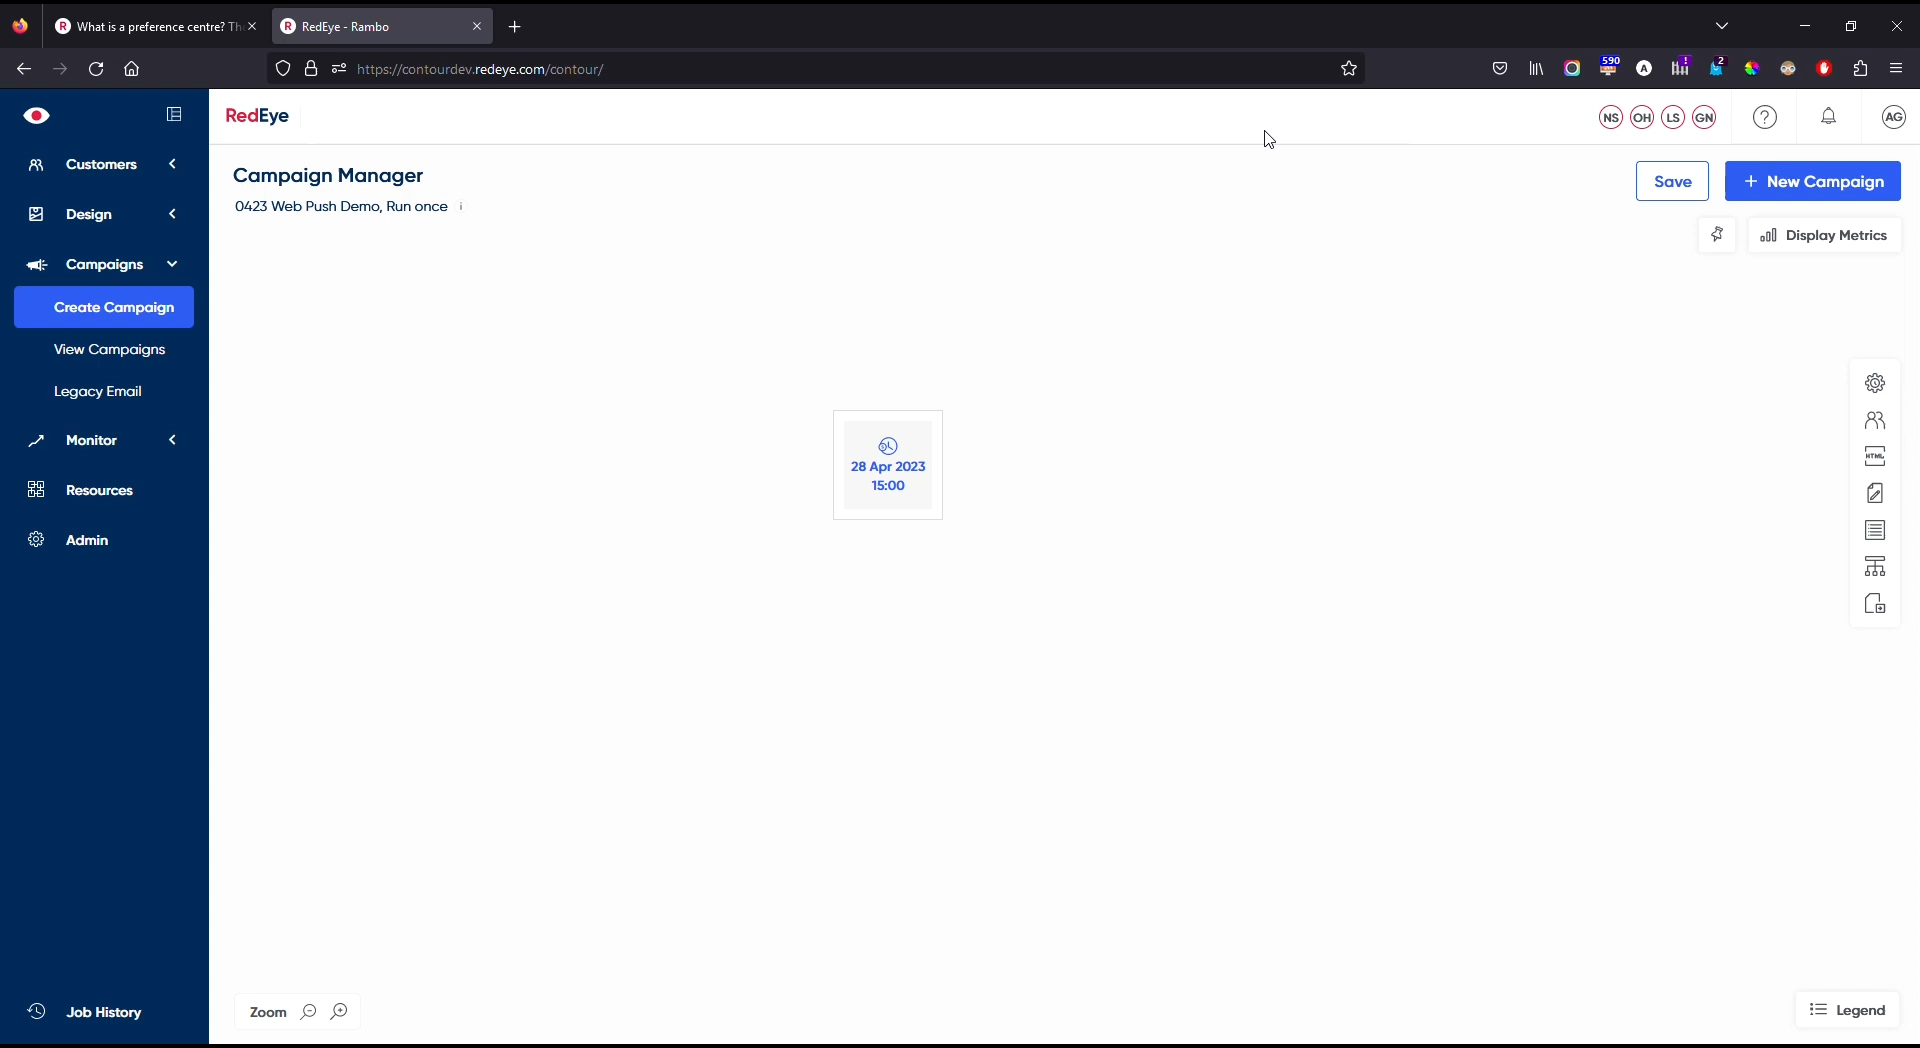 What is a preference centre? Th
RedEye - Rambo
https://contourdev.redeye.com/contour/
590
A
!
2
RedEye
NS
OH
LS
GN
?
AG
Customers
Design
Campaigns
Create Campaign
View Campaigns
Legacy Email
Monitor
Resources
Admin
Job History
Campaign Manager
0423 Web Push Demo, Run once i
Save
+ New Campaign
Display Metrics
28 Apr 2023
15:00
HTML
Zoom
Legend